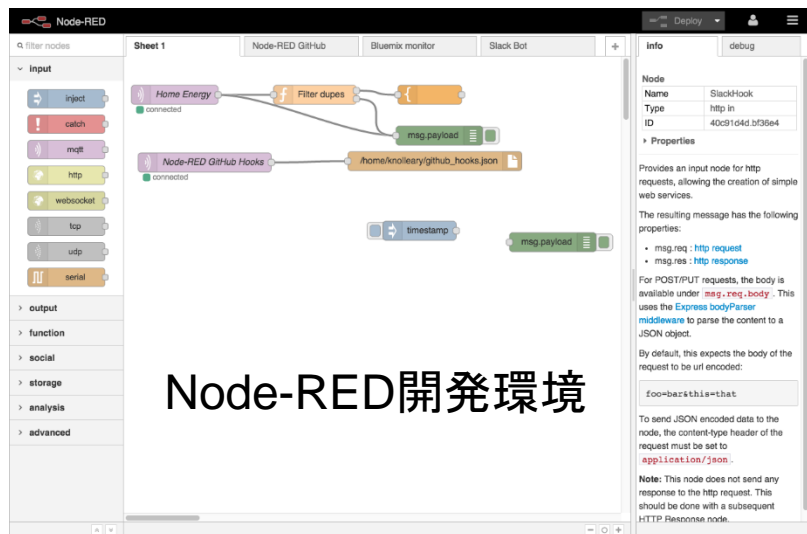 Node-RED
Deploy
filter nodes
input
inject
catch
mqtt
http
websocket
tcp
udp
serial
output
function
social
storage
analysis
advanced
Sheet 1
Node-RED GitHub
Bluemix monitor
Slack Bot
+
Home Energy
connected
f
Filter dupes
{
msg.payload
Node-RED GitHub Hooks
connected
/home/knolleary/github_hooks.json
timestamp
msg.payload
Node-RED開発環境
info
debug
Node
Name SlackHook
Type http in
ID 40c91d4d.bf36e4
Properties
Provides an input node for http
requests, allowing the creation of simple
web services.
The resulting message has the following
properties:
• msg.req : http request
• msg.res : http response
For POST/PUT requests, the body is
available under msg.req.body . This
uses the Express bodyParser
middleware to parse the content to a
JSON object.
By default, this expects the body of the
request to be url encoded:
foo=bar&this=that
To send JSON encoded data to the
node, the content-type header of the
request must be set to
application/json .
Note: This node does not send any
response to the http request. This
should be done with a subsequent
HTTP Response node.